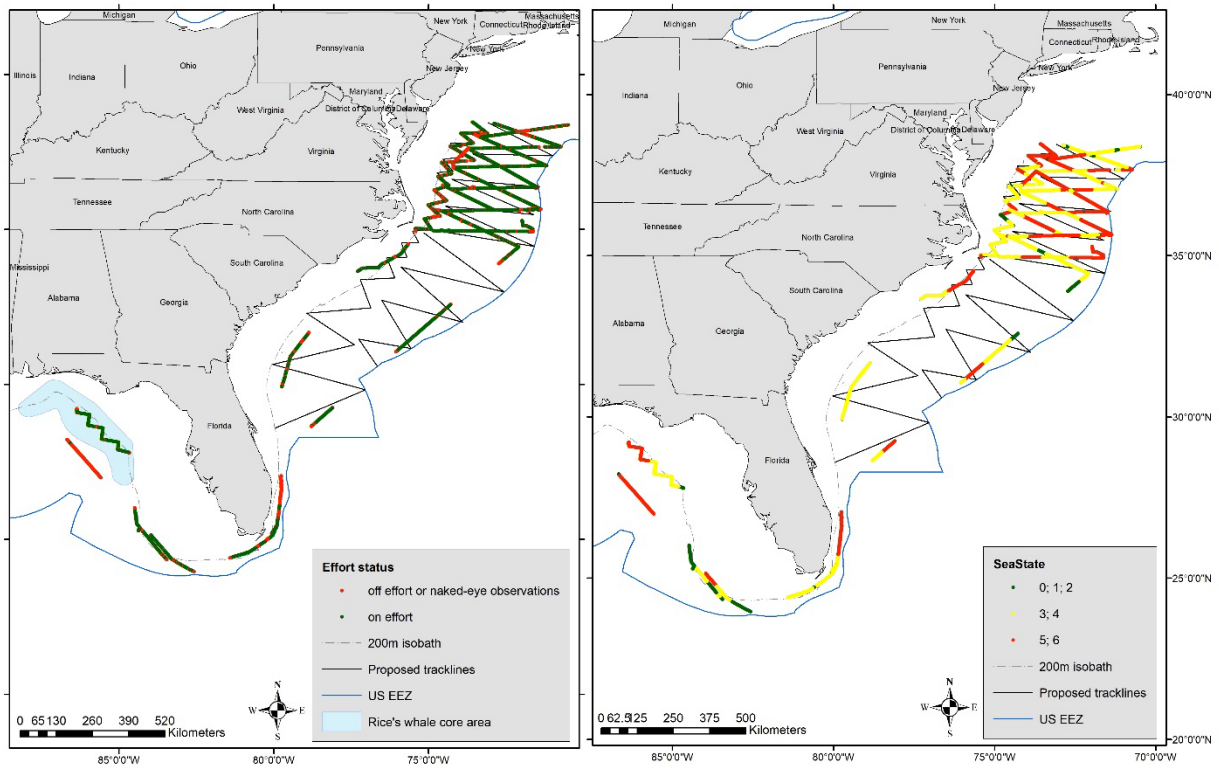 Michigan
New York
Massachusetts
Connecticut
Rhode Island
New York
Pennsylvania
New Jersey
Illinois
Indiana
Ohio
Maryland
District of Columbia
Delaware
West Virginia
Virginia
Kentucky
Tennessee
North Carolina
South Carolina
Mississippi
Alabama
Georgia
Florida
Effort status
off effort or naked-eye observations
on effort
200m isobath
Proposed tracklines
US EEZ
Rice's whale core area
N
W E
S
0 65 130 260 390 520
Kilometers
85°0'0"W 80°0'0"W 75°0'0"W
Michigan
New York
Massachusetts
Connecticut
Rhode Island
New York
Pennsylvania
New Jersey
Indiana
Ohio
Maryland
District of Columbia
Delaware
West Virginia
Virginia
Kentucky
Tennessee
North Carolina
South Carolina
Alabama
Georgia
Florida
40°0'0"N
35°0'0"N
30°0'0"N
25°0'0"N
20°0'0"N
SeaState
0; 1; 2
3; 4
5; 6
200m isobath
Proposed tracklines
US EEZ
N
W E
S
0 62.5125 250 375 500
Kilometers
85°0'0"W 80°0'0"W 75°0'0"W 70°0'0"W